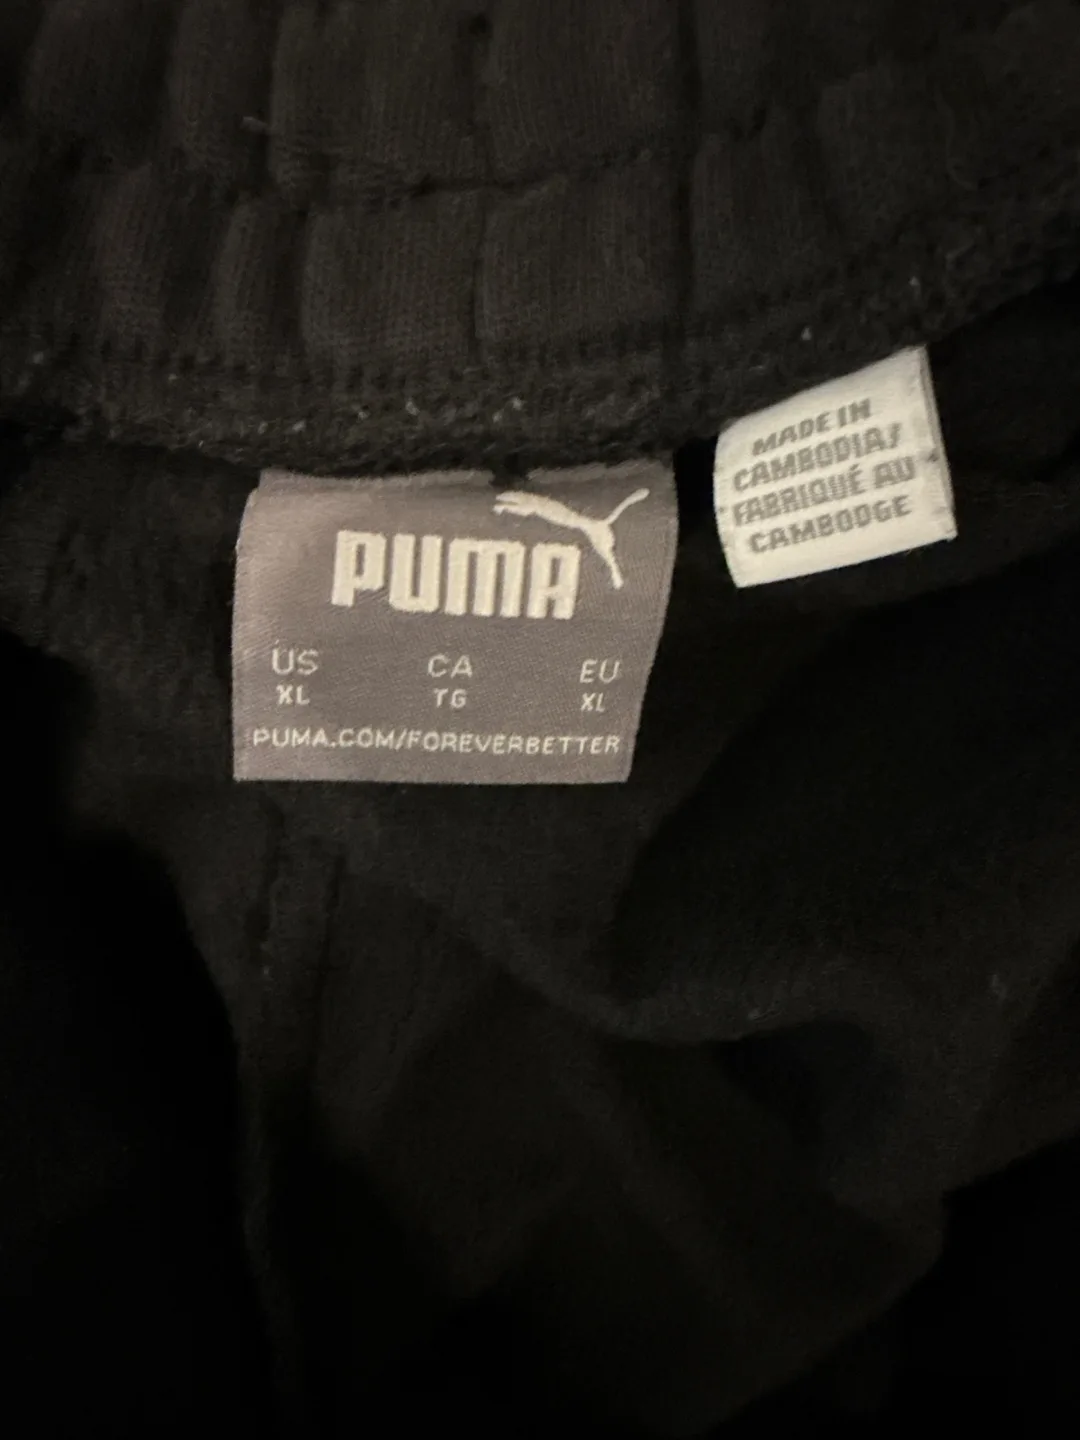 PUMA
US CA EU
XL TG XL
PUMA.COM/FOREVERBETTER
MADE IN
CAMBODIA/
FABRIQUÉ AU
CAMBODGE